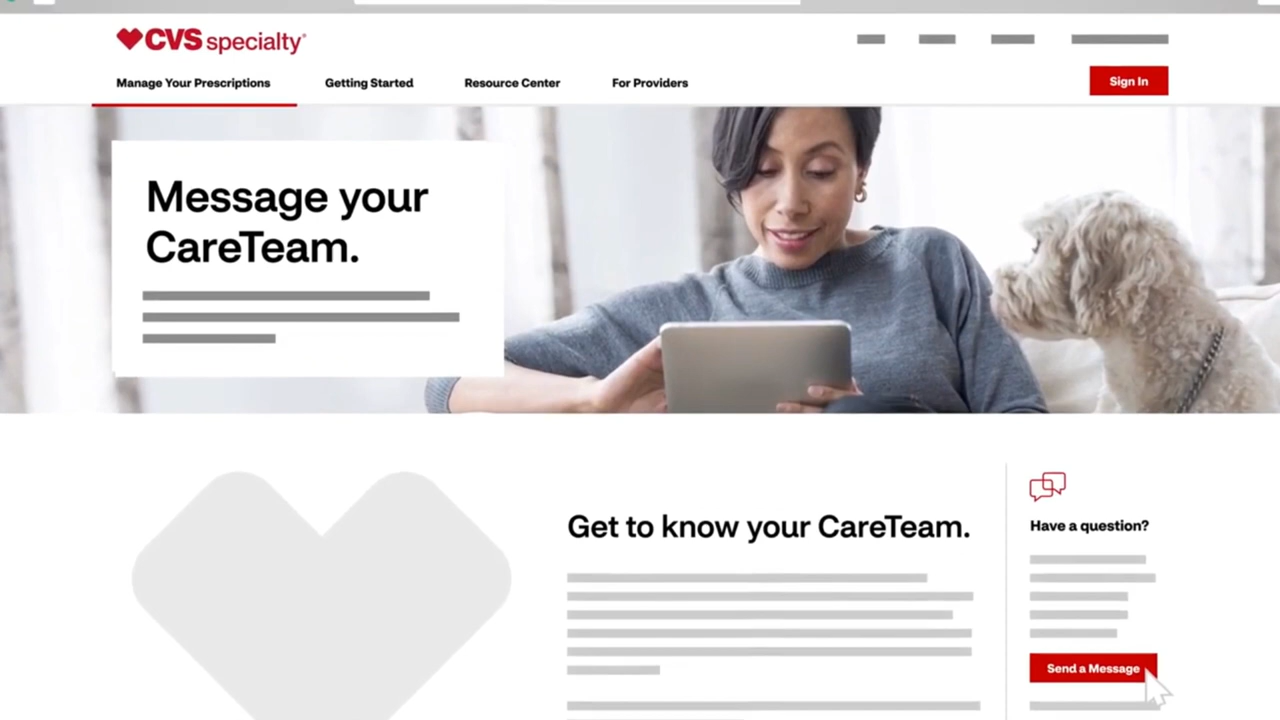 CVS specialty®
Manage Your Prescriptions
Getting Started
Resource Center
For Providers
Sign In
Message your
CareTeam.
Get to know your CareTeam.
Have a question?
Send a Message